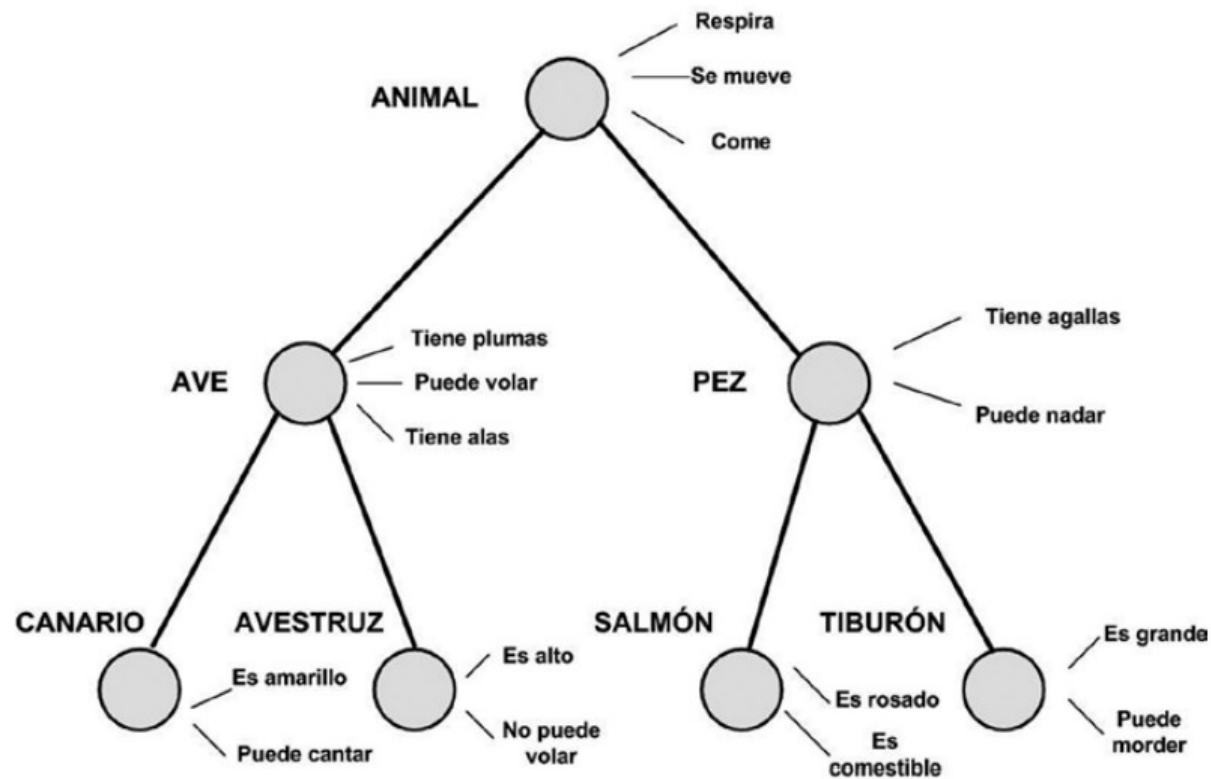 Respira
ANIMAL
Se mueve
Come
AVE
Tiene plumas
Puede volar
Tiene alas
PEZ
Tiene agallas
Puede nadar
CANARIO
Es amarillo
Puede cantar
AVESTRUZ
Es alto
No puede
volar
SALMÓN
Es rosado
Es
comestible
TIBURÓN
Es grande
Puede
morder